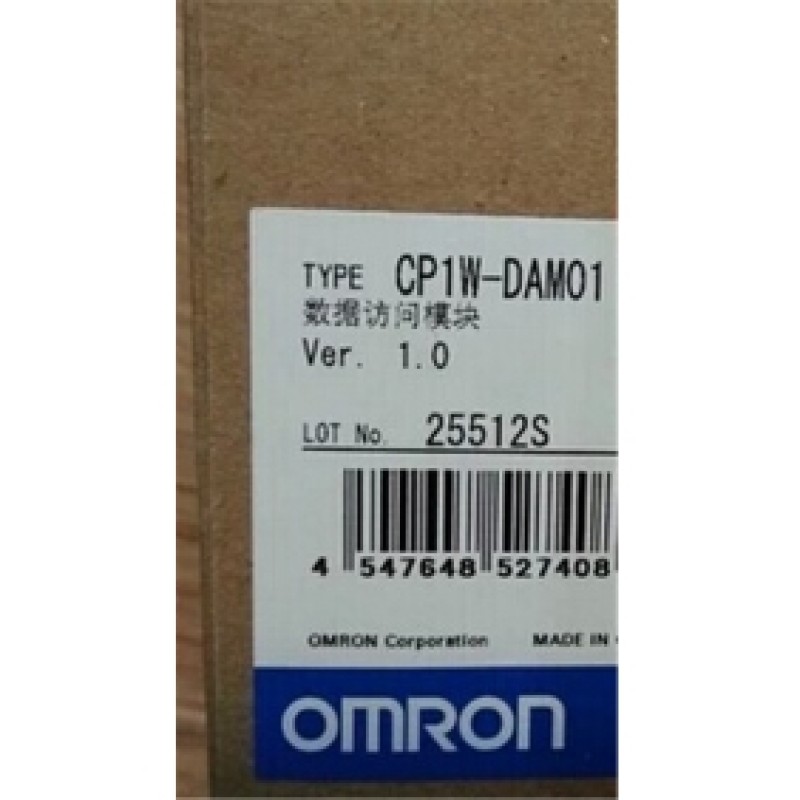 TYPE CP1W-DAM01
数据访问模块
Ver. 1.0
LOT No. 25512S
4 547648 527408
OMRON Corporation MADE IN
OMRON